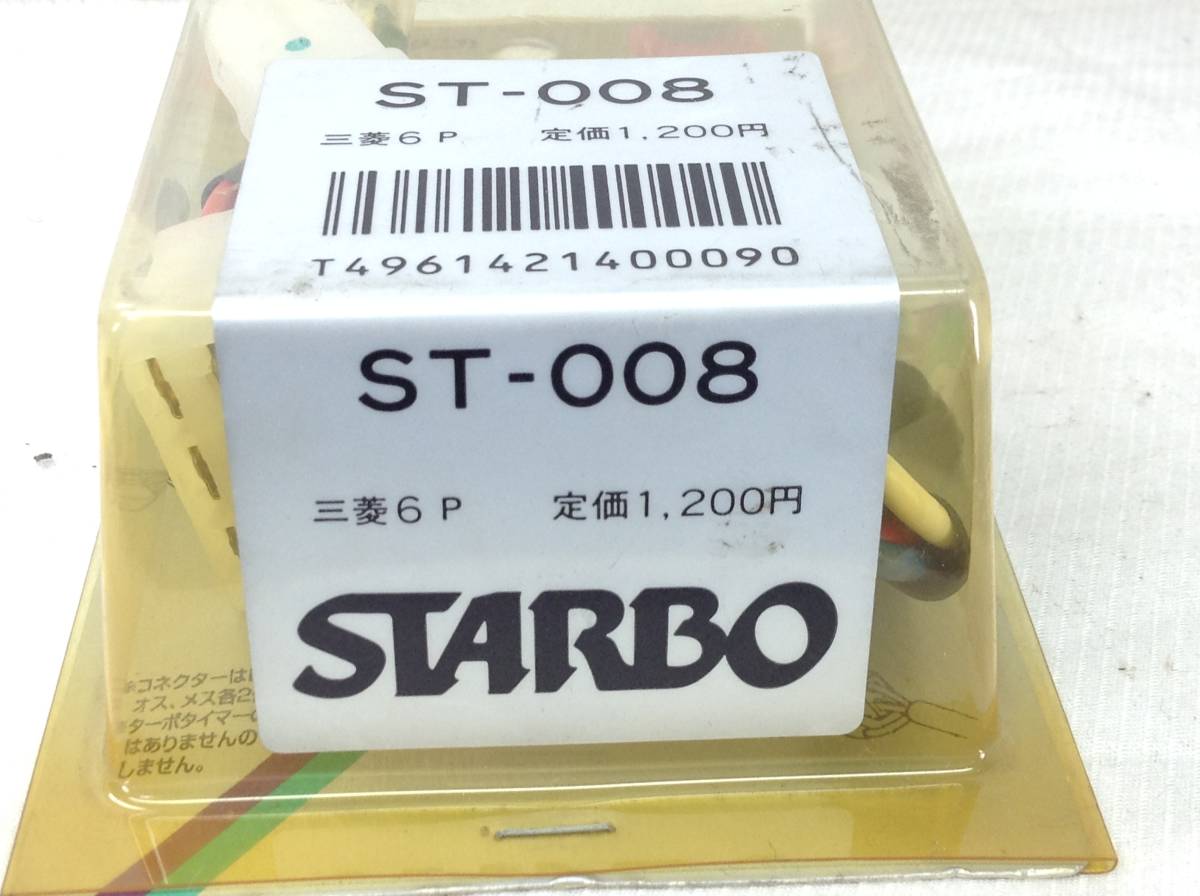 ST-008
三菱6P 定価1,200円
T4961421400090
ST-008
三菱6P 定価1,200円
STARBO
※コネクターは
オス、メス各2
※ターボタイマーの
はありませんの
しません。